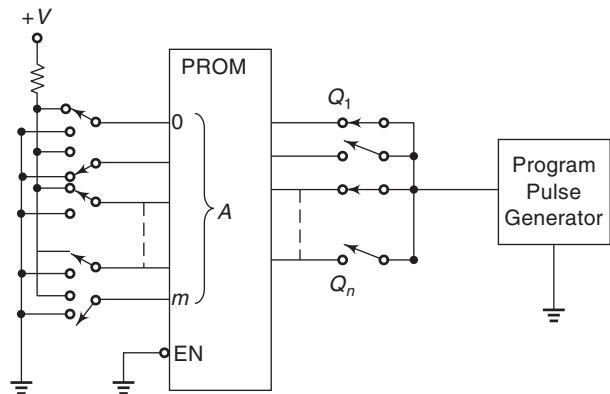 +V
PROM
0
A
m
EN
Q1
Qn
Program
Pulse
Generator